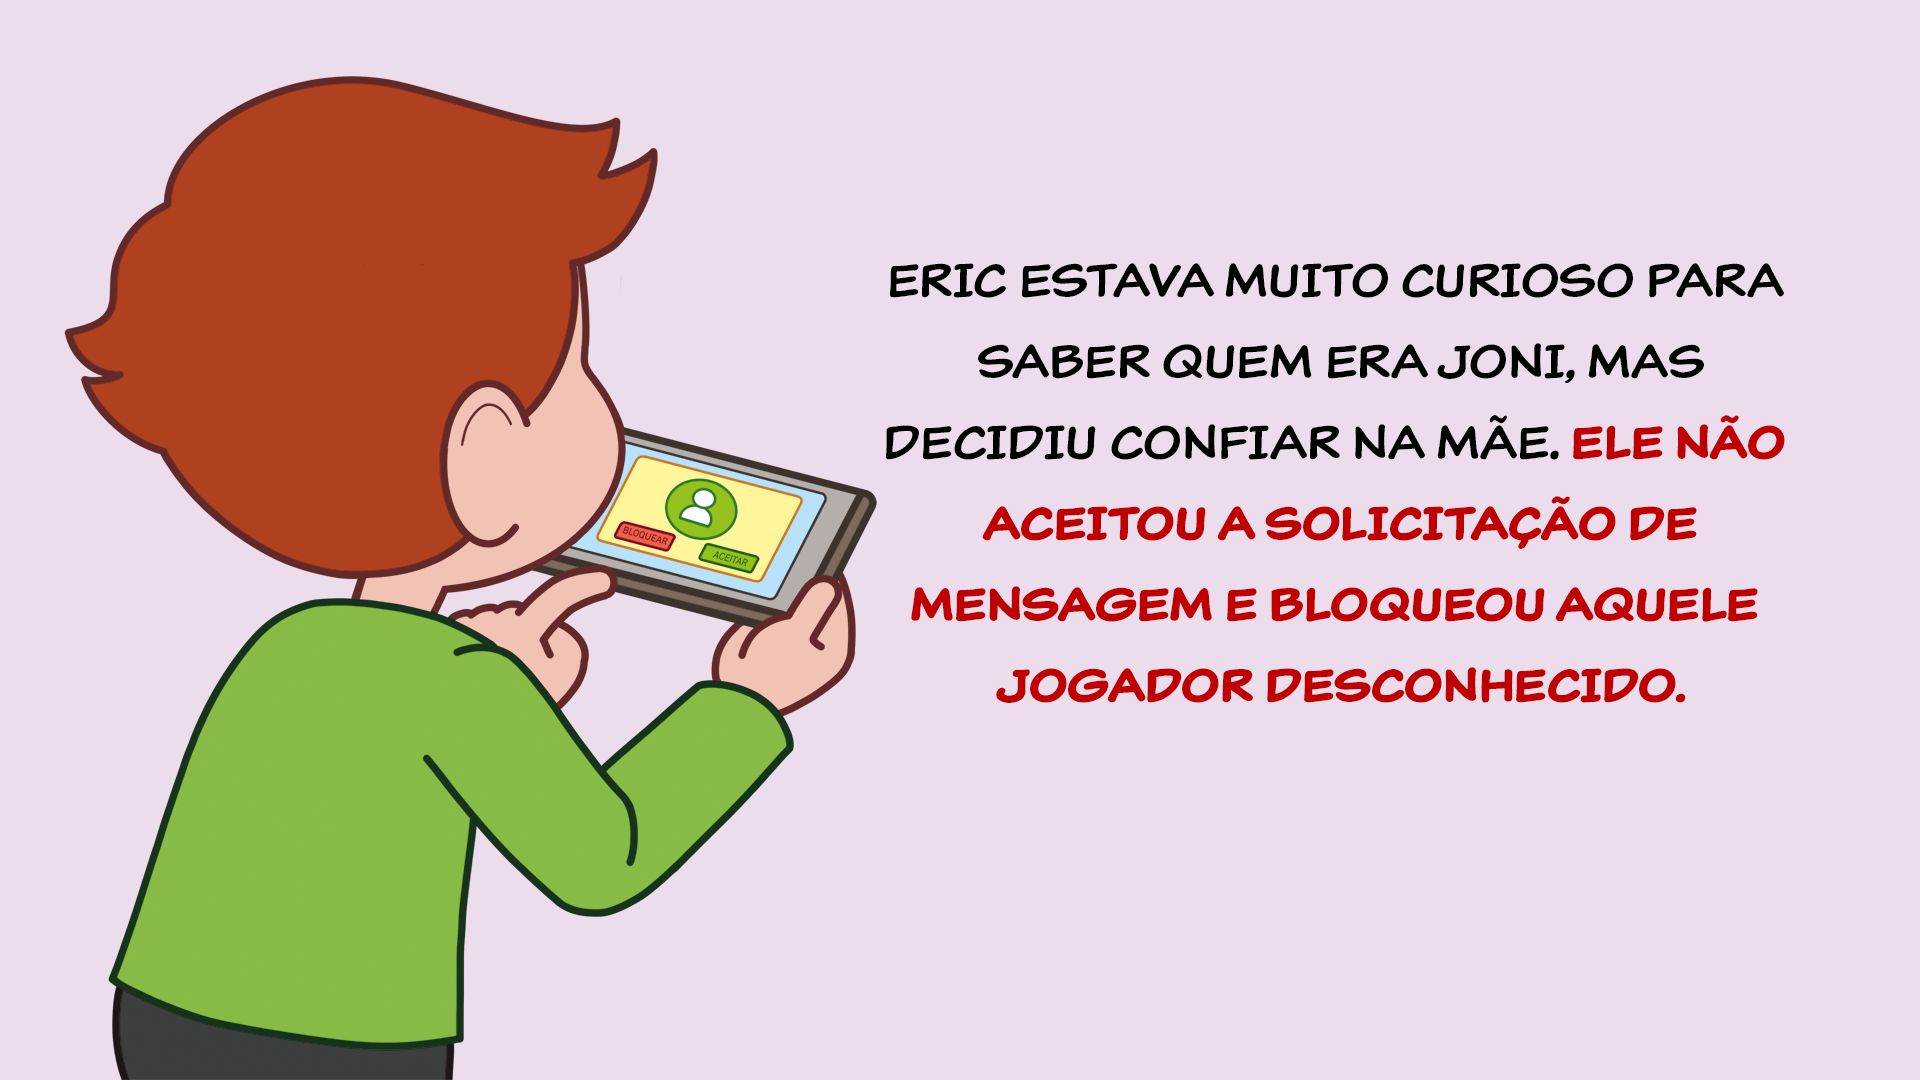 ERIC ESTAVA MUITO CURIOSO PARA
SABER QUEM ERA JONI, MAS
DECIDIU CONFIAR NA MÃE. ELE NÃO
ACEITOU A SOLICITAÇÃO DE
MENSAGEM E BLOQUEOU AQUELE
JOGADOR DESCONHECIDO.
BLOQUEAR
ACEITAR